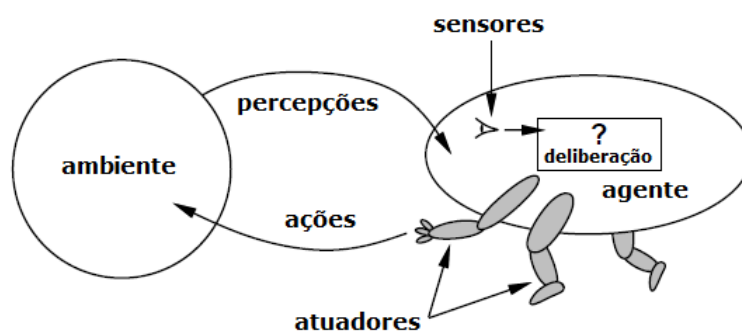 sensores
percepções
?
deliberação
ambiente
agente
ações
atuadores